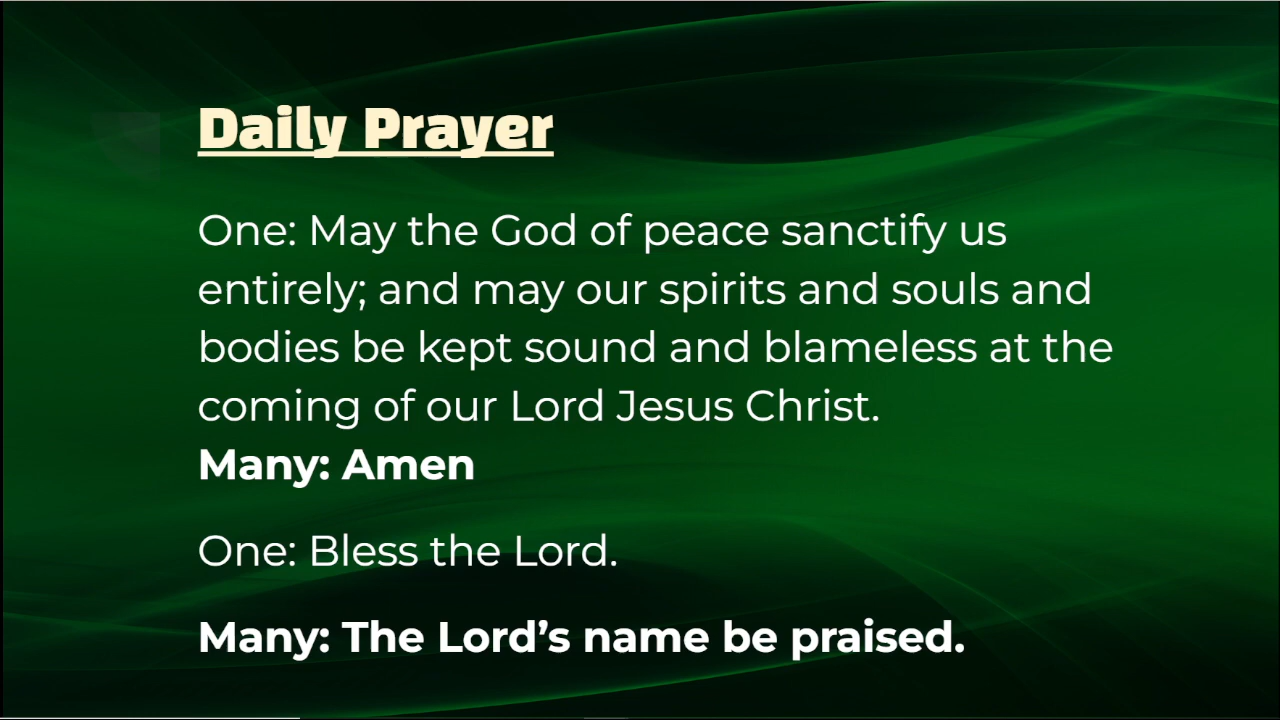 Daily Prayer
One: May the God of peace sanctify us
entirely; and may our spirits and souls and
bodies be kept sound and blameless at the
coming of our Lord Jesus Christ.
Many: Amen
One: Bless the Lord.
Many: The Lord’s name be praised.